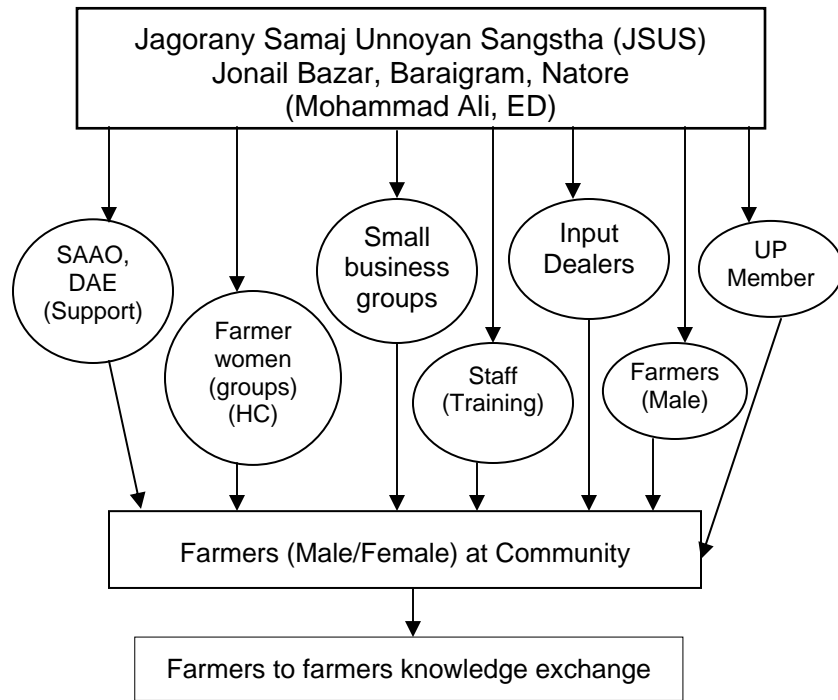 Jagorany Samaj Unnoyan Sangstha (JSUS)
Jonail Bazar, Baraigram, Natore
(Mohammad Ali, ED)
SAAO,
DAE
(Support)
Farmer
women
(groups)
(HC)
Small
business
groups
Staff
(Training)
Input
Dealers
Farmers
(Male)
UP
Member
Farmers (Male/Female) at Community
Farmers to farmers knowledge exchange